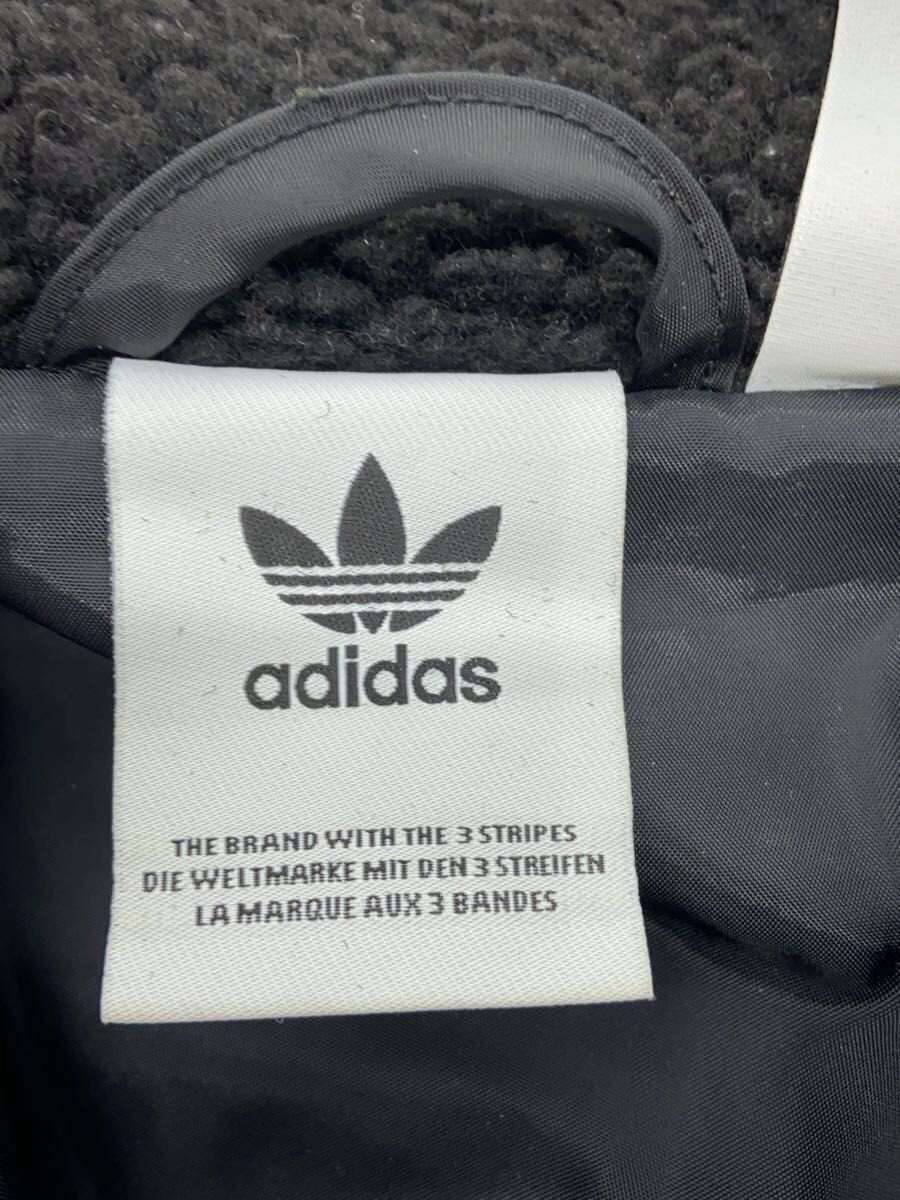 adidas
THE BRAND WITH THE 3 STRIPES
DIE WELTMARKE MIT DEN 3 STREIFEN
LA MARQUE AUX 3 BANDES